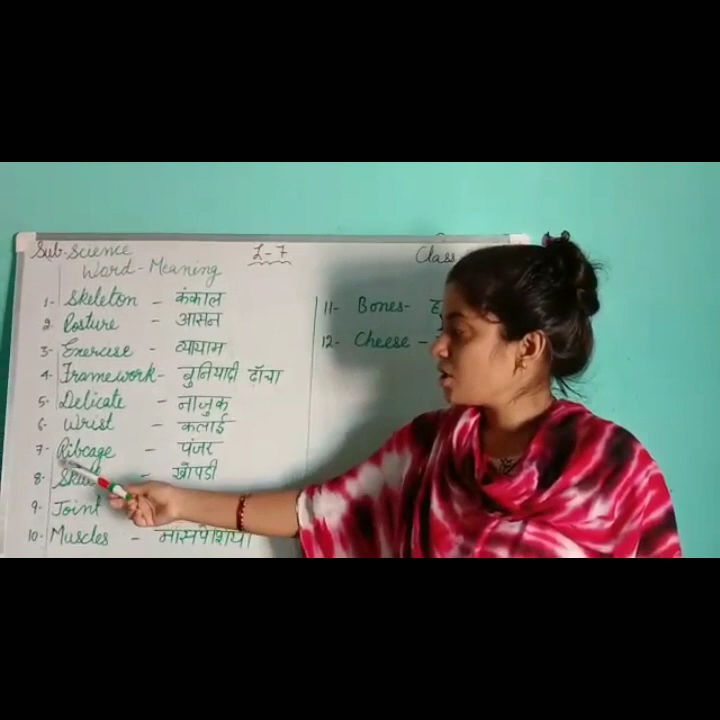 Sub-Science L-7 Class
Word-Meaning
1- Skeleton - कंकाल
2- Posture - आसन
3- Exercise - व्यायाम
4- Framework - बुनियादी ढाँचा
5- Delicate - नाजुक
6- Wrist - कलाई
7- Ribcage - पंजर
8- Skull - खोपडी
9- Joint
10- Muscles - मांसपेशियाँ
11- Bones-
12- Cheese -